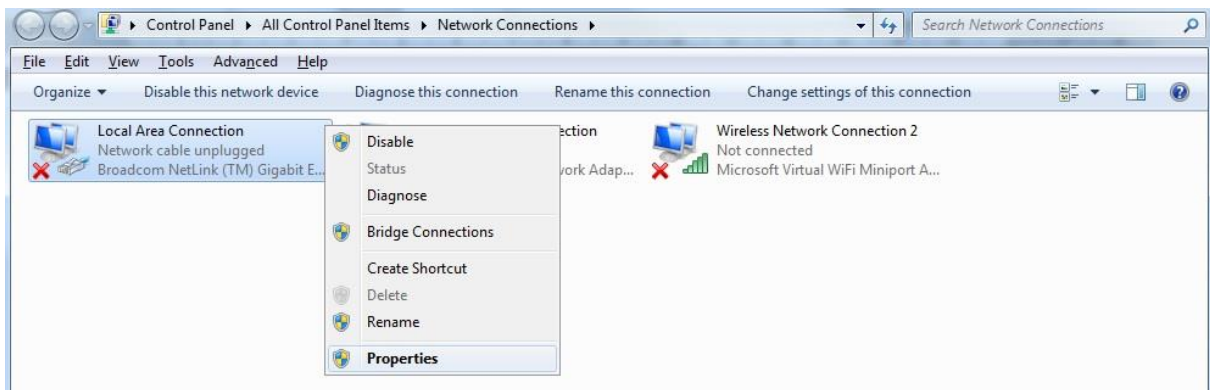 Control Panel ▸ All Control Panel Items ▸ Network Connections ▸
Search Network Connections
File Edit View Tools Advanced Help
Organize Disable this network device Diagnose this connection Rename this connection Change settings of this connection
Local Area Connection
Network cable unplugged
Broadcom NetLink (TM) Gigabit E...
ection
vork Adap...
Wireless Network Connection 2
Not connected
Microsoft Virtual WiFi Miniport A...
Disable
Status
Diagnose
Bridge Connections
Create Shortcut
Delete
Rename
Properties